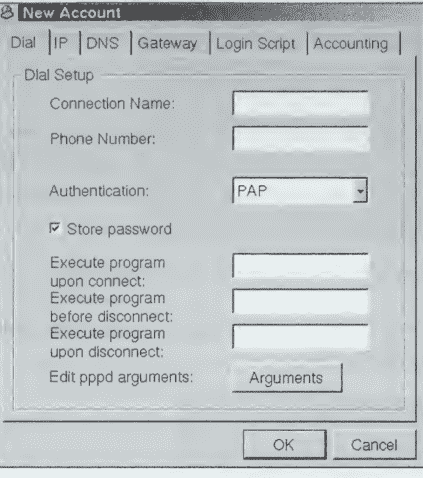 New Account
Dial IP DNS Gateway Login Script Accounting
Dial Setup
Connection Name:
Phone Number:
Authentication: PAP
Store password
Execute program
upon connect:
Execute program
before disconnect:
Execute program
upon disconnect:
Edit pppd arguments: Arguments
OK Cancel